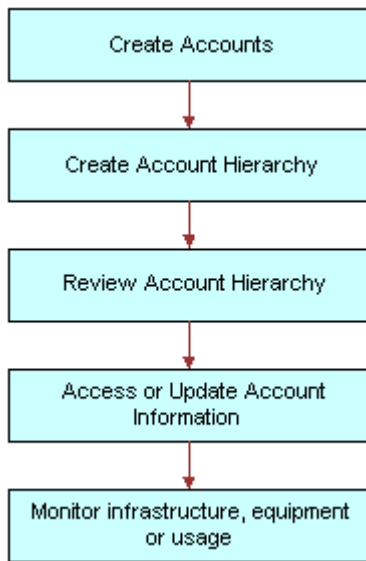 Create Accounts
Create Account Hierarchy
Review Account Hierarchy
Access or Update Account
Information
Monitor infrastructure, equipment
or usage